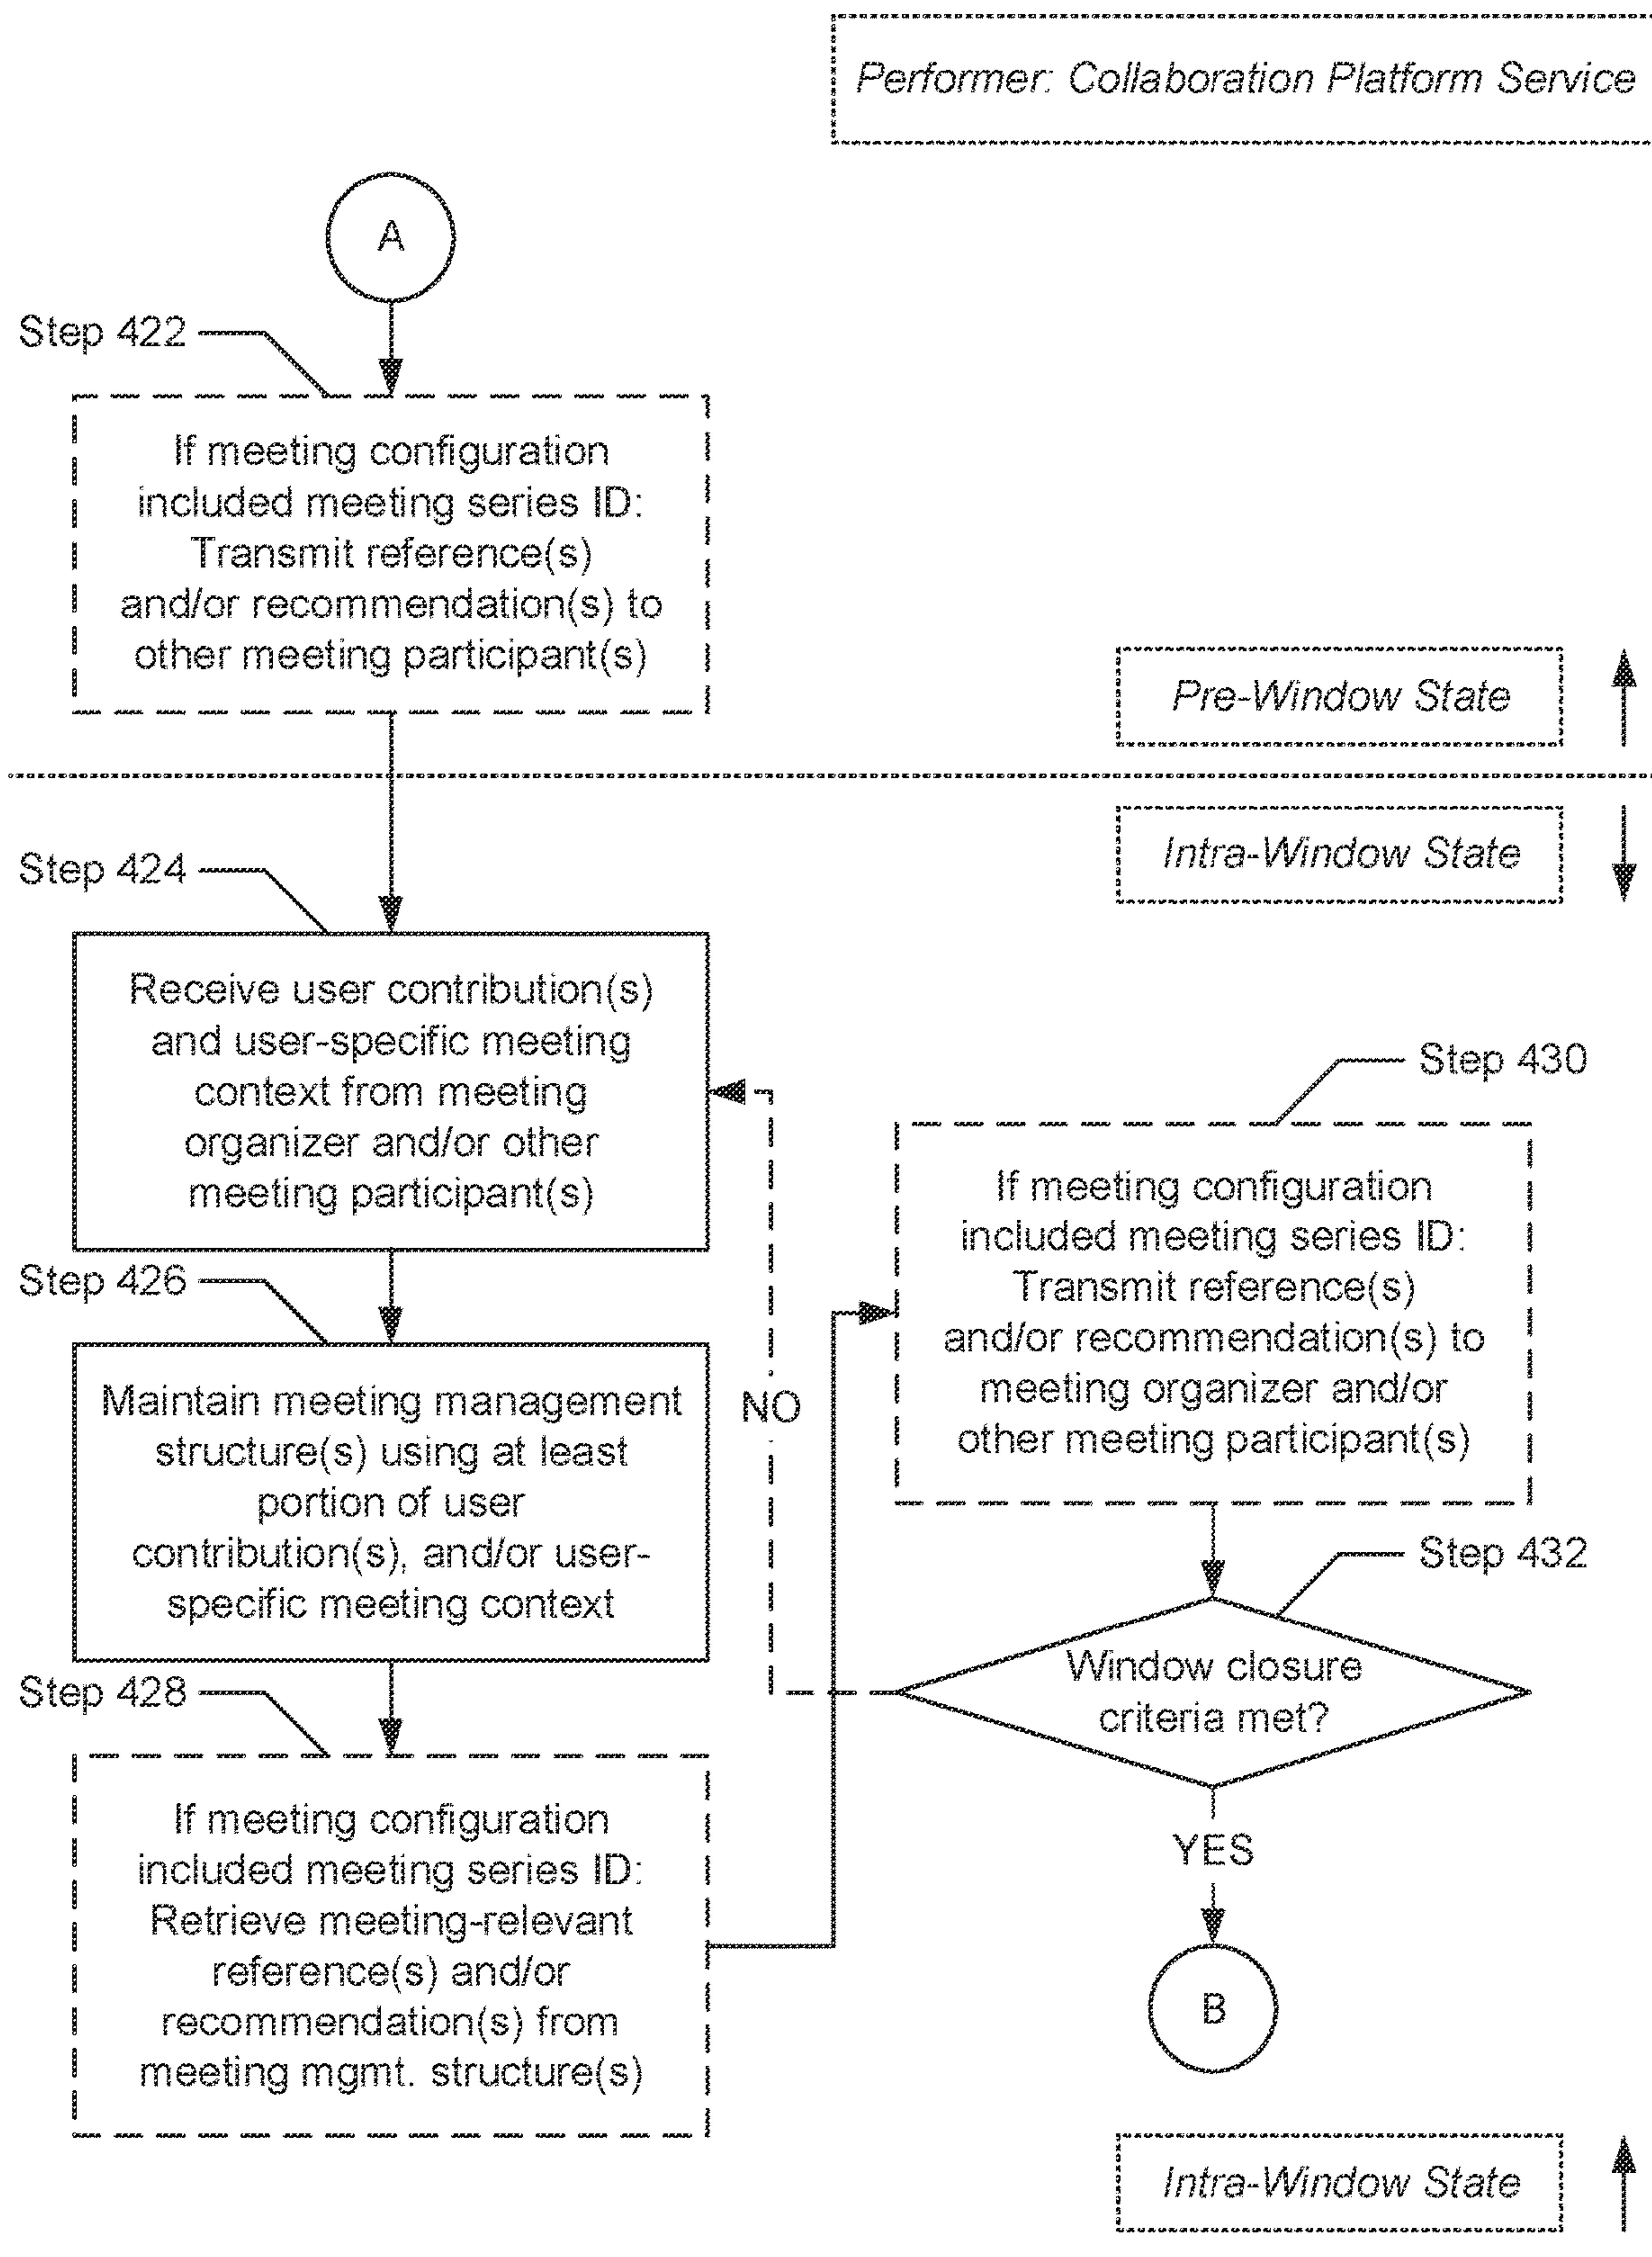 Performer: Collaboration Platform Service
A
Step 422
If meeting configuration
included meeting series ID:
Transmit reference(s)
and/or recommendation(s) to
other meeting participant(s)
Pre-Window State
Intra-Window State
Step 424
Receive user contribution(s)
and user-specific meeting
context from meeting
organizer and/or other
meeting participant(s)
Step 426
Maintain meeting management
structure(s) using at least
portion of user
contribution(s), and/or user-
specific meeting context
Step 428
If meeting configuration
included meeting series ID:
Retrieve meeting-relevant
reference(s) and/or
recommendation(s) from
meeting mgmt. structure(s)
Step 430
If meeting configuration
included meeting series ID:
Transmit reference(s)
and/or recommendation(s) to
meeting organizer and/or
other meeting participant(s)
Step 432
Window closure
criteria met?
NO
YES
B
Intra-Window State